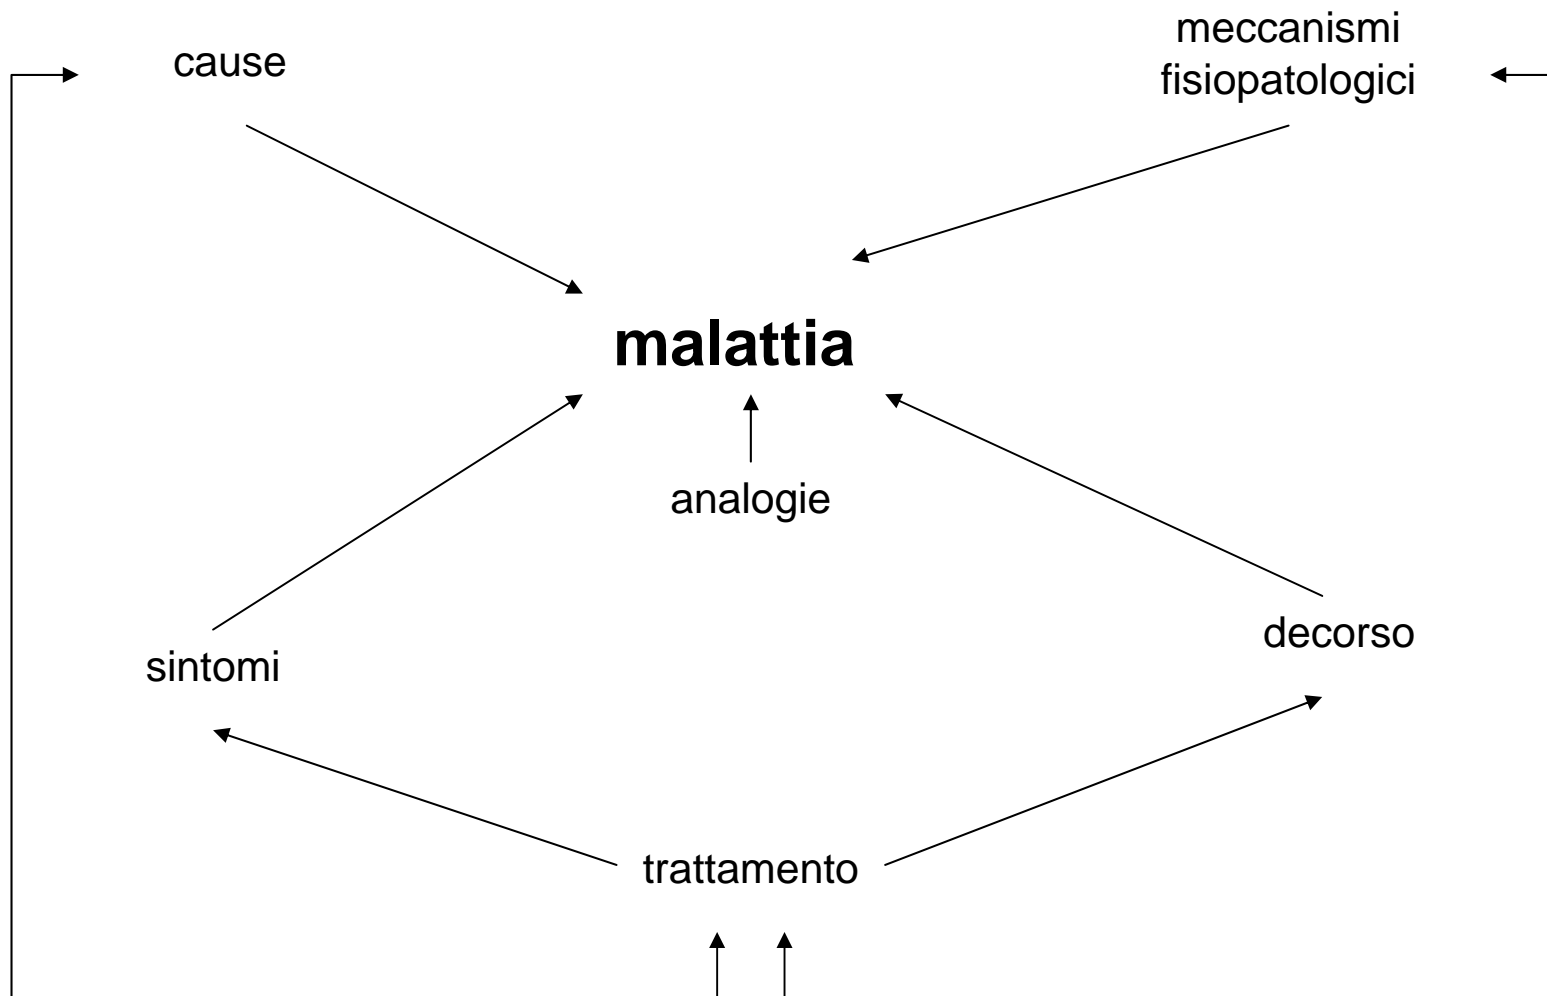 cause
meccanismi
fisiopatologici
malattia
analogie
decorso
sintomi
trattamento